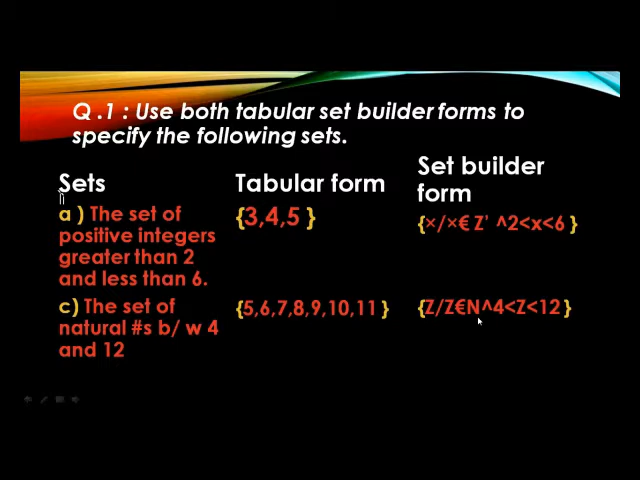 Q .1 : Use both tabular set builder forms to
specify the following sets.
Sets
Tabular form
Set builder
form
a ) The set of
positive integers
greater than 2
and less than 6.
{3,4,5 }
{×/×€ Z' ^2<x<6 }
c) The set of
natural #s b/ w 4
and 12
{5,6,7,8,9,10,11 }
{Z/Z€N^4<Z<12 }